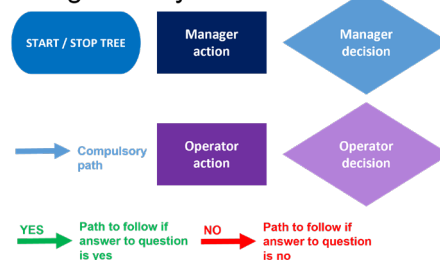 START / STOP TREE
Manager
action
Manager
decision
Compulsory
path
Operator
action
Operator
decision
YES
Path to follow if
answer to question
is yes
NO
Path to follow if
answer to question
is no